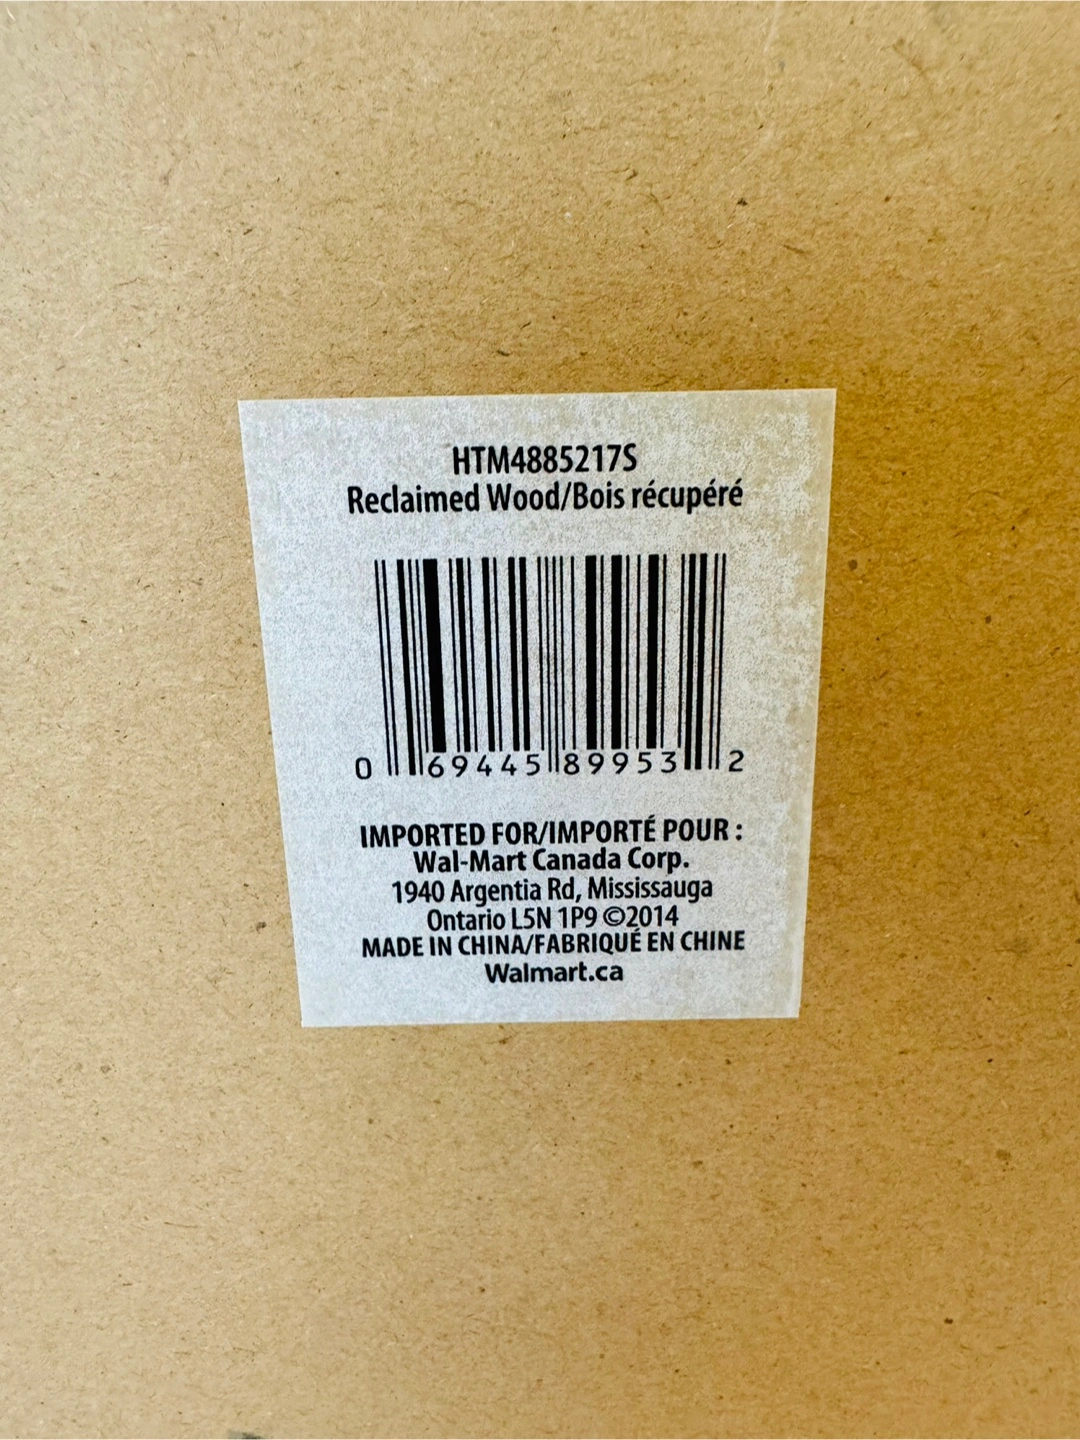 HTM4885217S
Reclaimed Wood/Bois récupéré
0 69445 89953 2
IMPORTED FOR/IMPORTÉ POUR :
Wal-Mart Canada Corp.
1940 Argentia Rd, Mississauga
Ontario L5N 1P9 ©2014
MADE IN CHINA/FABRIQUÉ EN CHINE
Walmart.ca